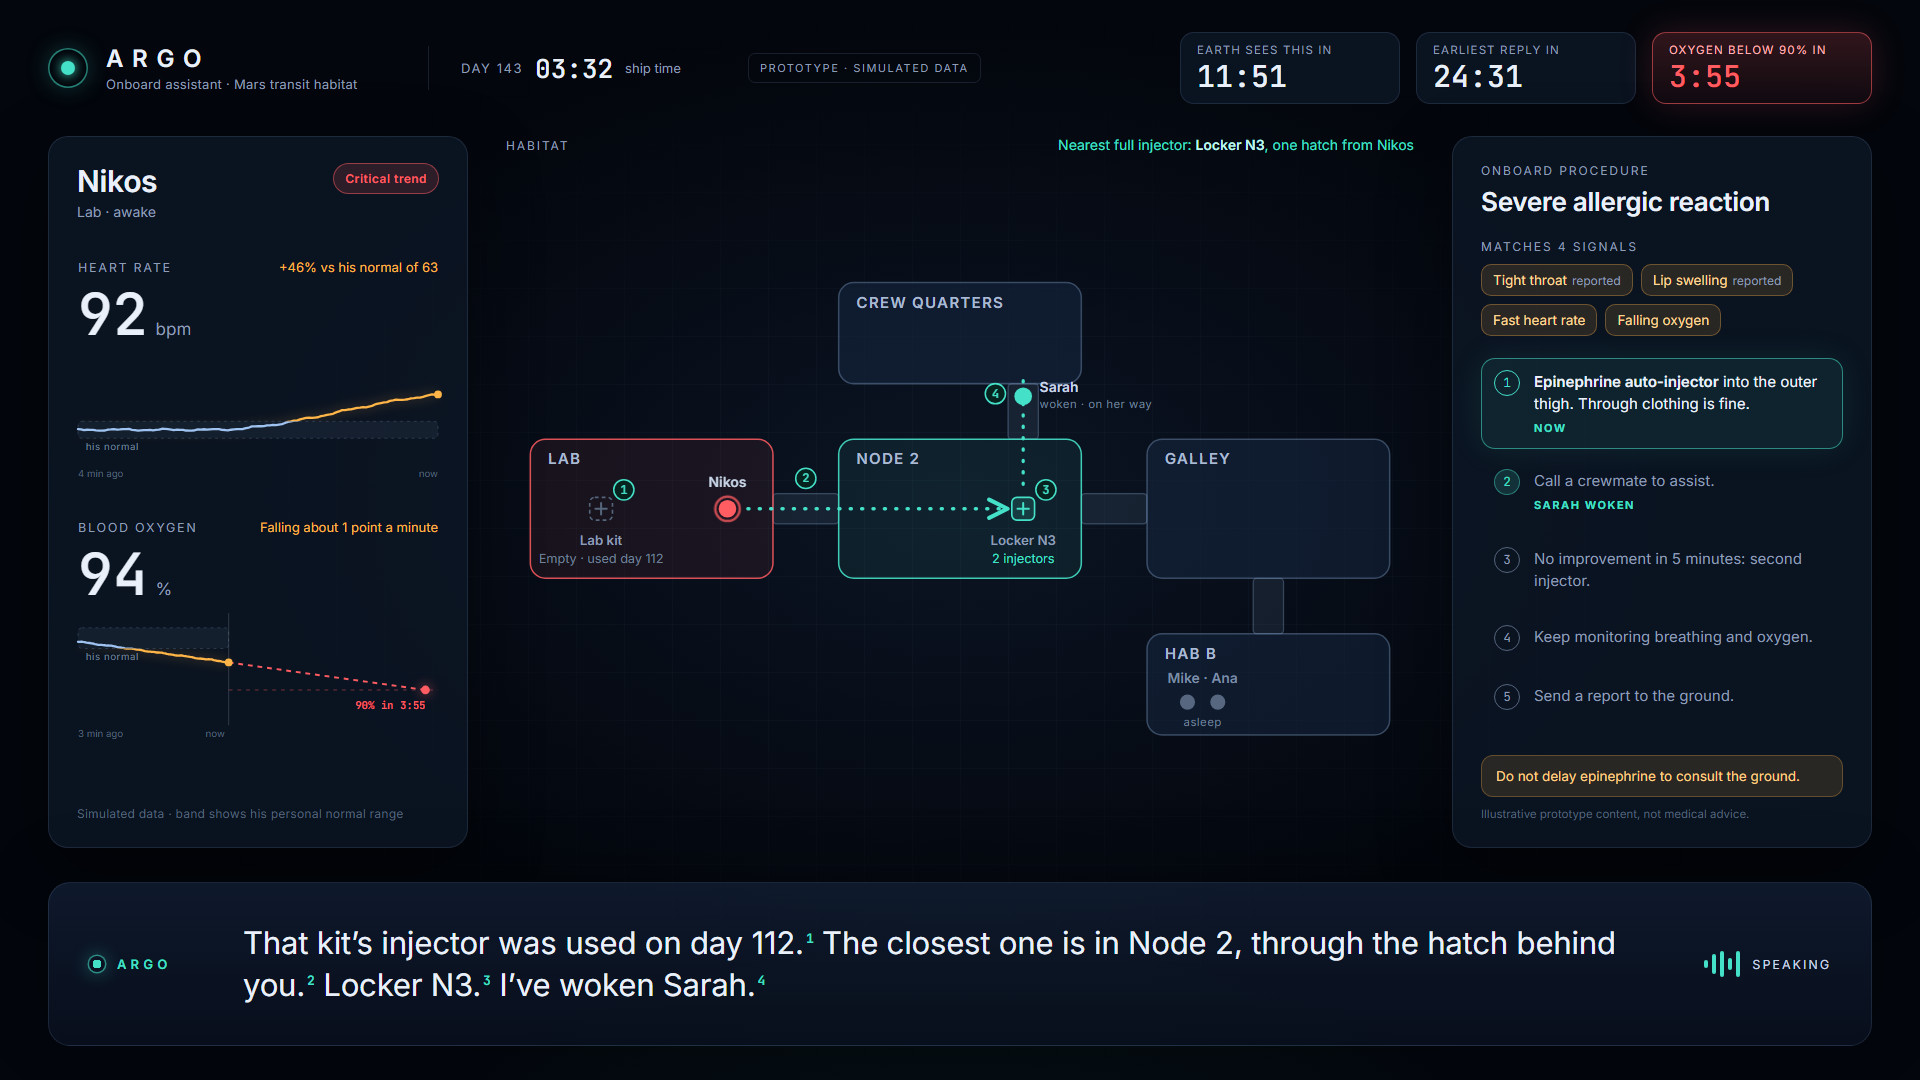 ARGO
Onboard assistant · Mars transit habitat
DAY 143 03:32 ship time
PROTOTYPE · SIMULATED DATA
EARTH SEES THIS IN
11:51
EARLIEST REPLY IN
24:31
OXYGEN BELOW 90% IN
3:55
Nikos
Critical trend
Lab · awake
HEART RATE
+46% vs his normal of 63
92 bpm
his normal
4 min ago
now
BLOOD OXYGEN
Falling about 1 point a minute
94 %
his normal
90% in 3:55
3 min ago
now
Simulated data · band shows his personal normal range
HABITAT
Nearest full injector: Locker N3, one hatch from Nikos
CREW QUARTERS
4
Sarah
woken · on her way
LAB
1
Nikos
Lab kit
Empty · used day 112
2
NODE 2
3
Locker N3
2 injectors
GALLEY
HAB B
Mike · Ana
asleep
ONBOARD PROCEDURE
Severe allergic reaction
MATCHES 4 SIGNALS
Tight throat reported
Lip swelling reported
Fast heart rate
Falling oxygen
1 Epinephrine auto-injector into the outer
thigh. Through clothing is fine.
NOW
2 Call a crewmate to assist.
SARAH WOKEN
3 No improvement in 5 minutes: second
injector.
4 Keep monitoring breathing and oxygen.
5 Send a report to the ground.
Do not delay epinephrine to consult the ground.
Illustrative prototype content, not medical advice.
ARGO
That kit’s injector was used on day 112.¹ The closest one is in Node 2, through the hatch behind
you.² Locker N3.³ I’ve woken Sarah.⁴
SPEAKING